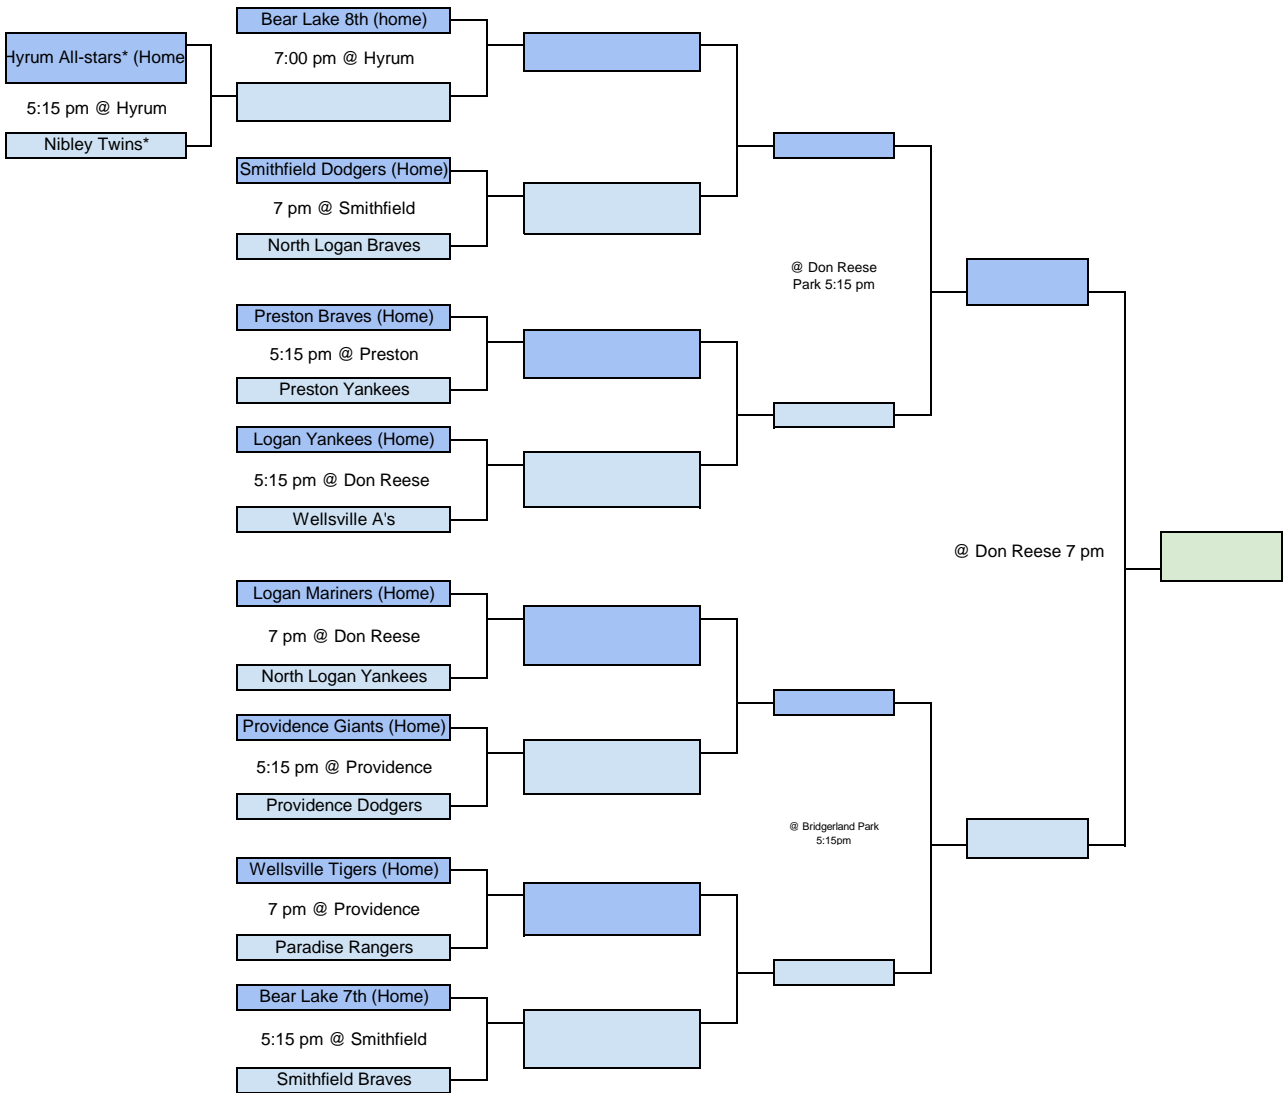 Bear Lake 8th (home)
Hyrum All-stars* (Home
7:00 pm @ Hyrum
5:15 pm @ Hyrum
Nibley Twins*
Smithfield Dodgers (Home)
7 pm @ Smithfield
North Logan Braves
@ Don Reese
Park 5:15 pm
Preston Braves (Home)
5:15 pm @ Preston
Preston Yankees
Logan Yankees (Home)
5:15 pm @ Don Reese
Wellsville A's
@ Don Reese 7 pm
Logan Mariners (Home)
7 pm @ Don Reese
North Logan Yankees
Providence Giants (Home)
5:15 pm @ Providence
Providence Dodgers
@ Bridgerland Park
5:15pm
Wellsville Tigers (Home)
7 pm @ Providence
Paradise Rangers
Bear Lake 7th (Home)
5:15 pm @ Smithfield
Smithfield Braves